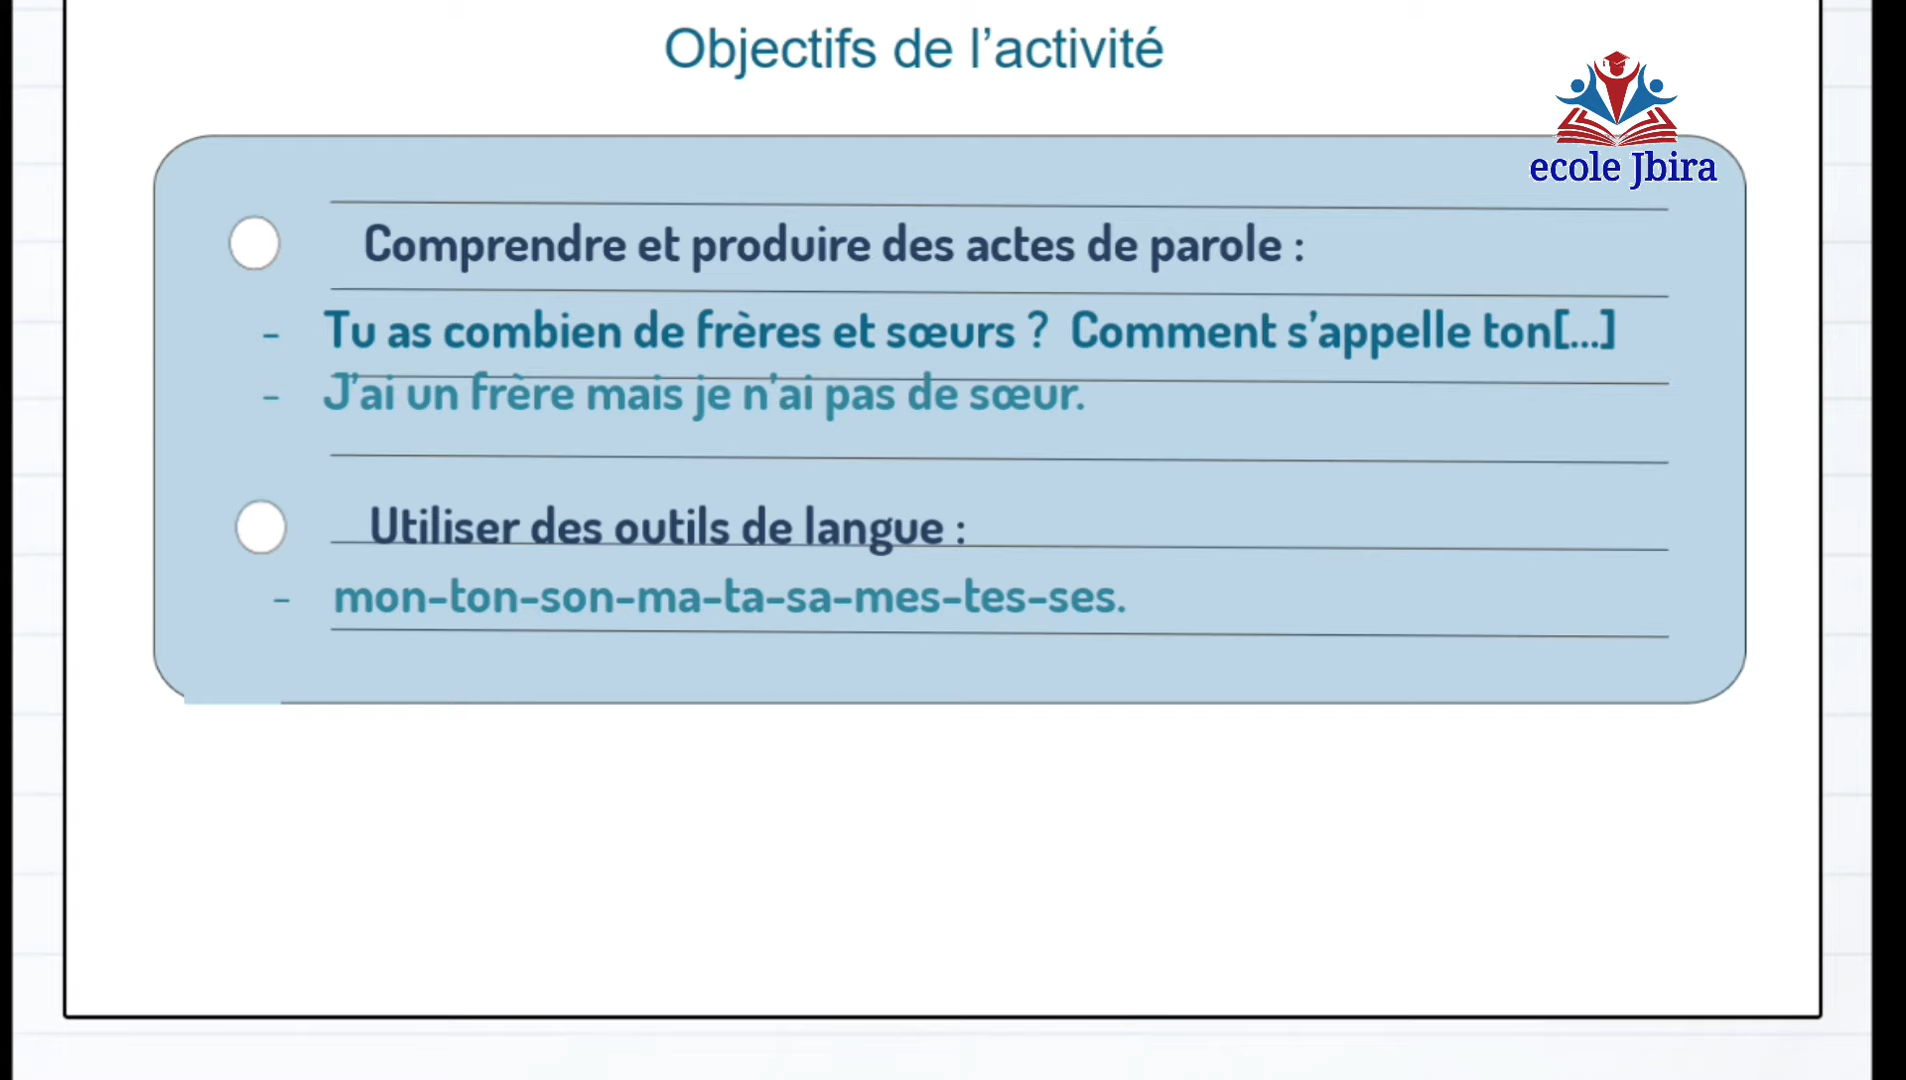 Objectifs de l’activité
ecole Jbira
Comprendre et produire des actes de parole :
- Tu as combien de frères et sœurs ? Comment s’appelle ton[...]
- J’ai un frère mais je n’ai pas de sœur.
Utiliser des outils de langue :
- mon-ton-son-ma-ta-sa-mes-tes-ses.